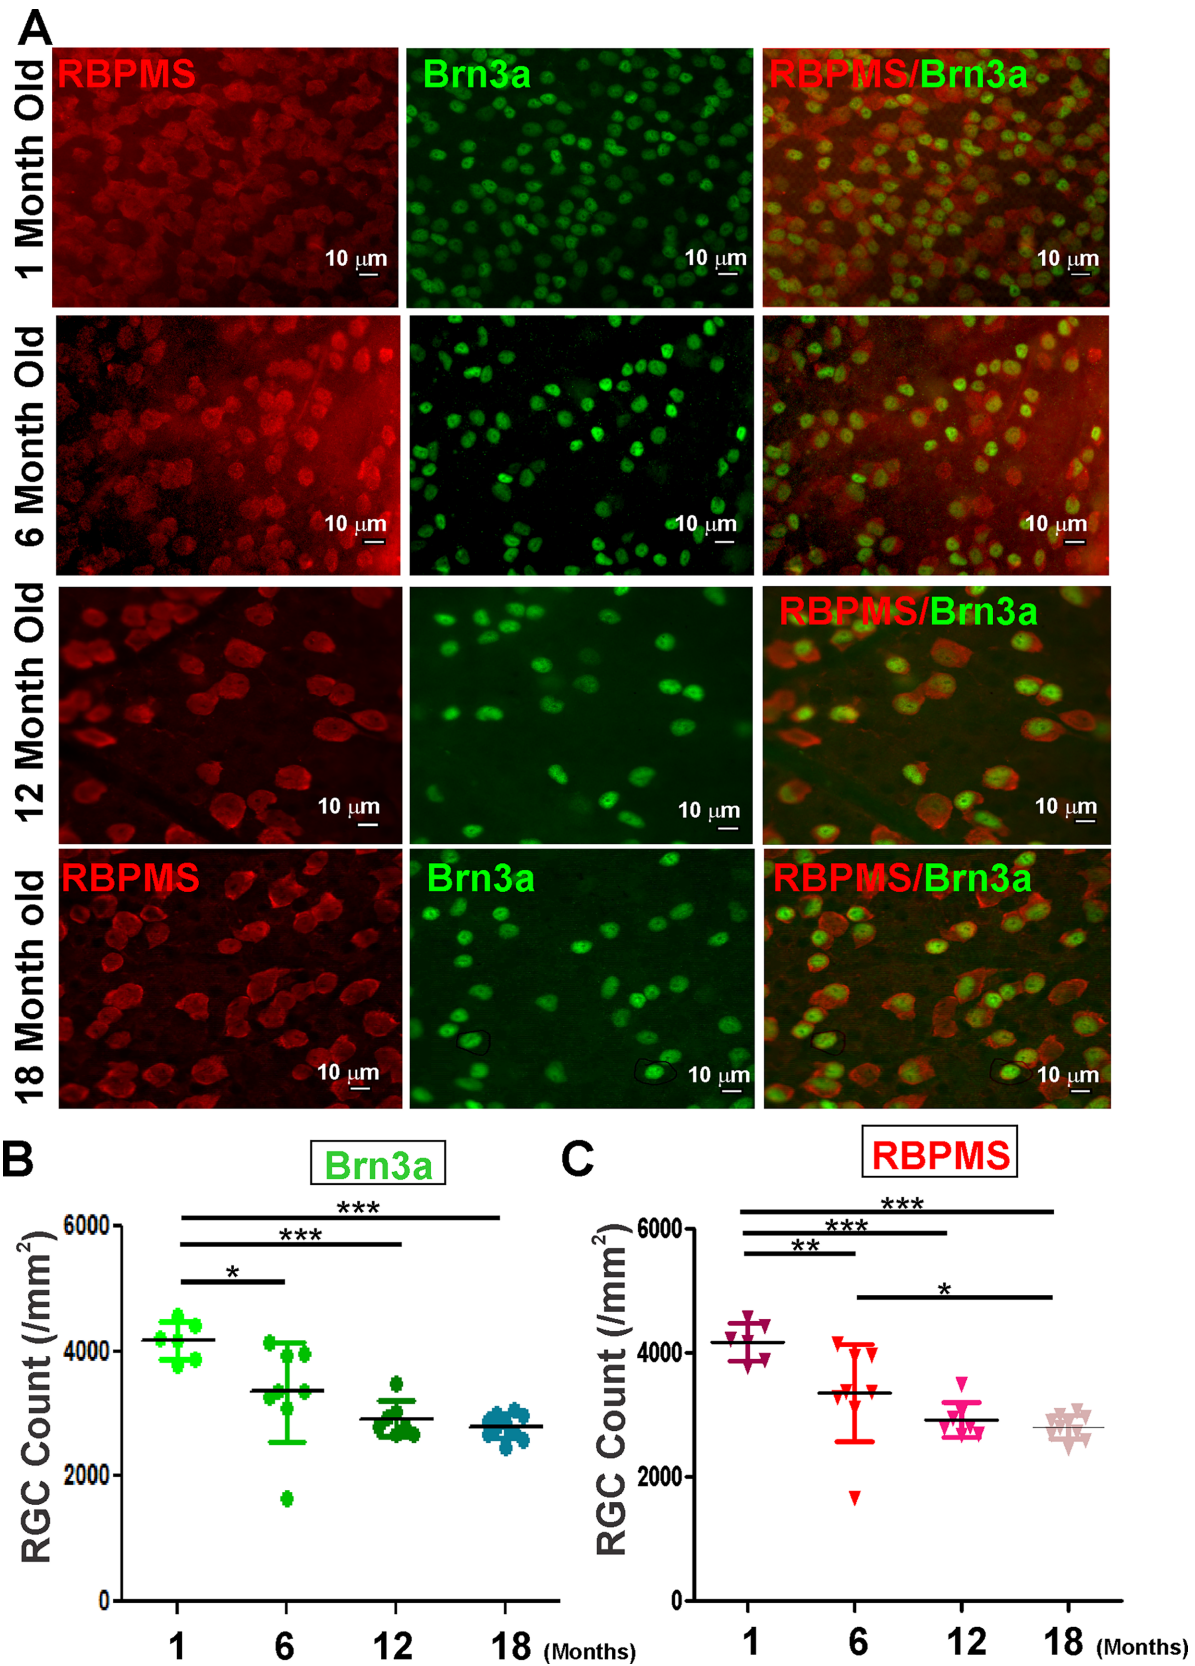 A
1 Month Old
RBPMS
Brn3a
RBPMS/Brn3a
10 µm
10 µm
10 µm
6 Month Old
10 µm
10 µm
10 µm
12 Month Old
RBPMS/Brn3a
10 µm
10 µm
10 µm
18 Month old
RBPMS
Brn3a
RBPMS/Brn3a
10 µm
10 µm
10 µm
B
Brn3a
***
***
*
RGC Count (/mm²)
6000
4000
2000
0
1 6 12 18 (Months)
C
RBPMS
***
***
**
*
RGC Count (/mm²)
6000
4000
2000
0
1 6 12 18 (Months)